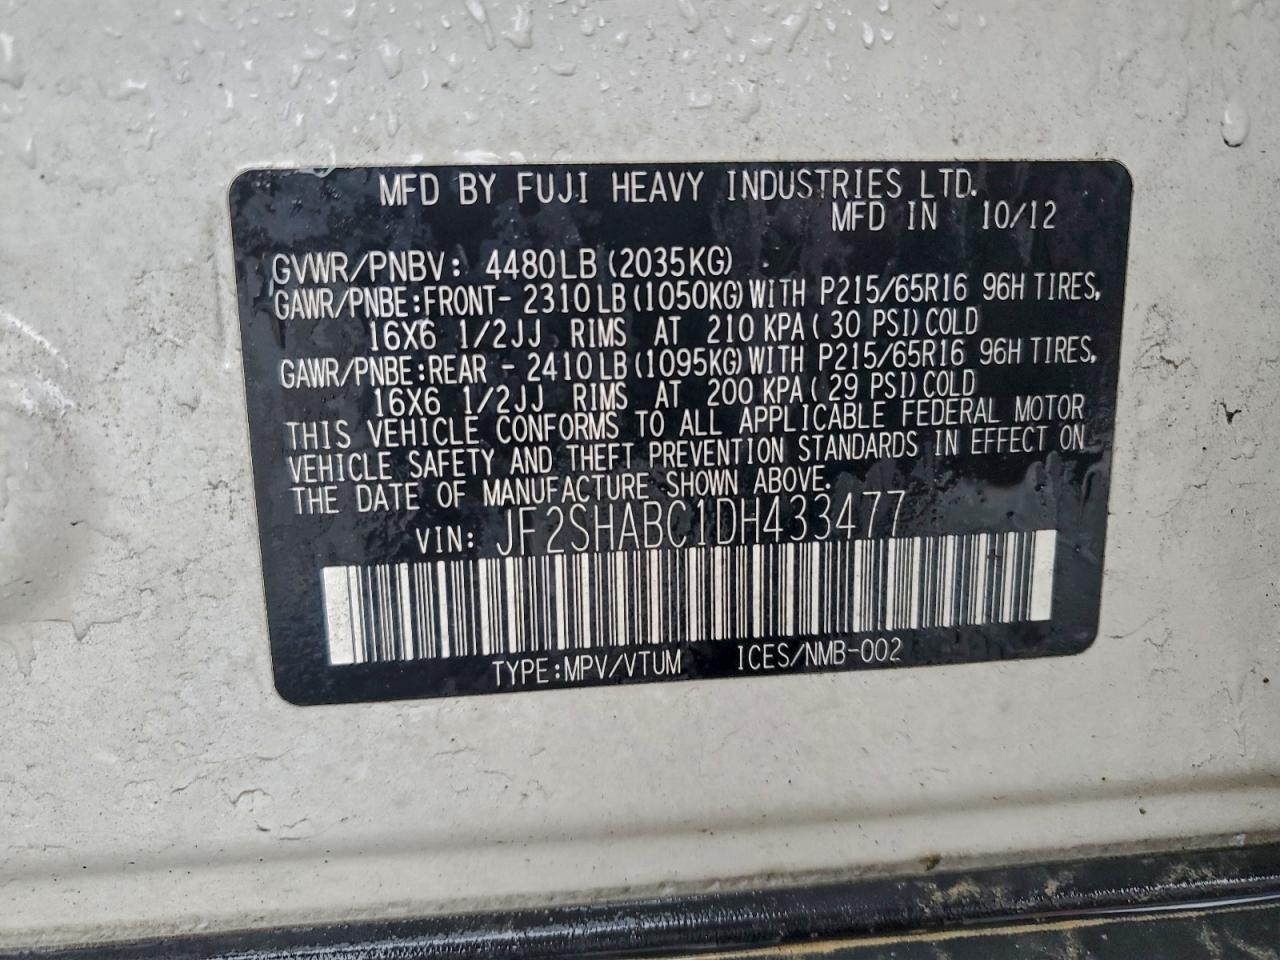 MFD BY FUJI HEAVY INDUSTRIES LTD.
MFD IN 10/12
GVWR/PNBV: 4480LB(2035KG)
GAWR/PNBE:FRONT- 2310LB(1050KG)WITH P215/65R16 96H TIRES,
16X6 1/2JJ RIMS AT 210 KPA( 30 PSI)COLD
GAWR/PNBE:REAR - 2410LB(1095KG)WITH P215/65R16 96H TIRES,
16X6 1/2JJ RIMS AT 200 KPA(29 PSI)COLD
THIS VEHICLE CONFORMS TO ALL APPLICABLE FEDERAL MOTOR
VEHICLE SAFETY AND THEFT PREVENTION STANDARDS IN EFFECT ON
THE DATE OF MANUFACTURE SHOWN ABOVE.
VIN: JF2SHABC1DH433477
TYPE:MPV/VTUM ICES/NMB-002